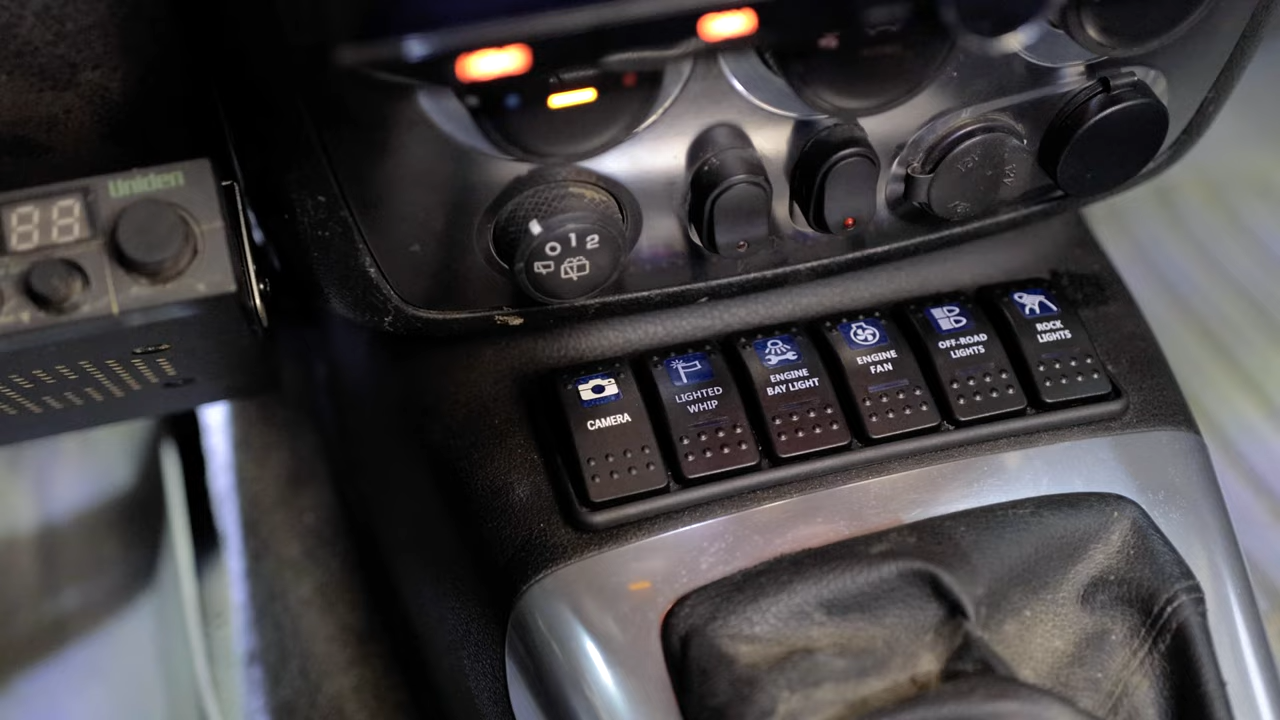 Uniden
88
0 1 2
CAMERA
LIGHTED
WHIP
ENGINE
BAY LIGHT
ENGINE
FAN
OFF-ROAD
LIGHTS
ROCK
LIGHTS